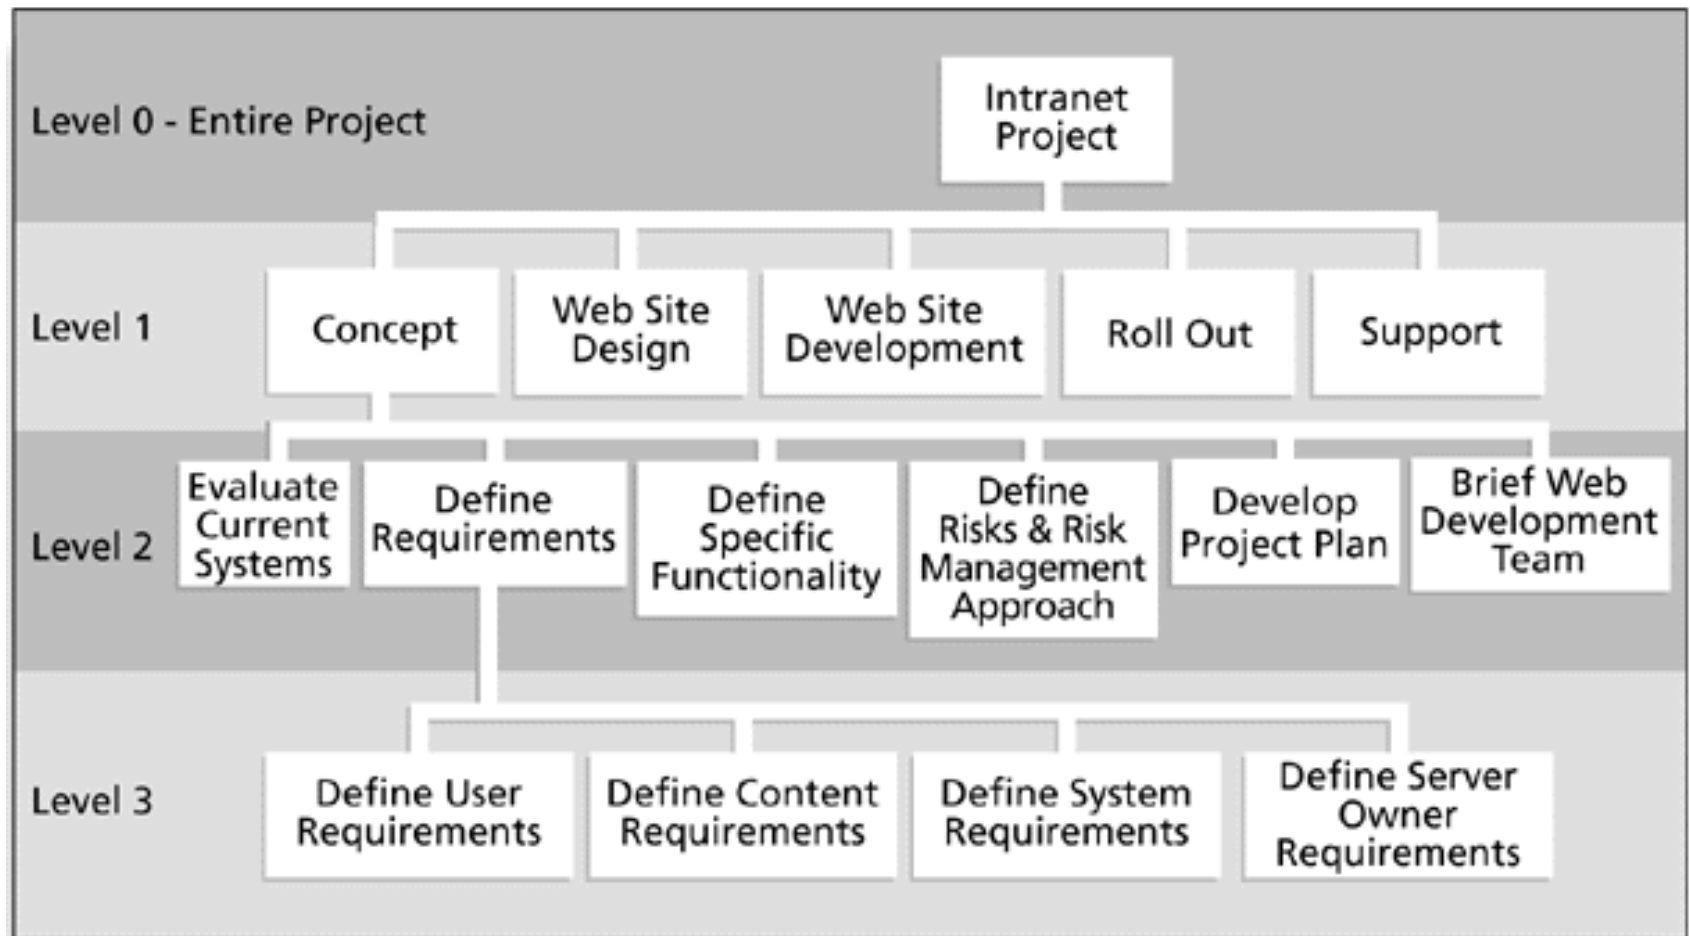 Level 0 - Entire Project
Intranet
Project
Level 1
Concept
Web Site
Design
Web Site
Development
Roll Out
Support
Level 2
Evaluate
Current
Systems
Define
Requirements
Define
Specific
Functionality
Define
Risks & Risk
Management
Approach
Develop
Project Plan
Brief Web
Development
Team
Level 3
Define User
Requirements
Define Content
Requirements
Define System
Requirements
Define Server
Owner
Requirements